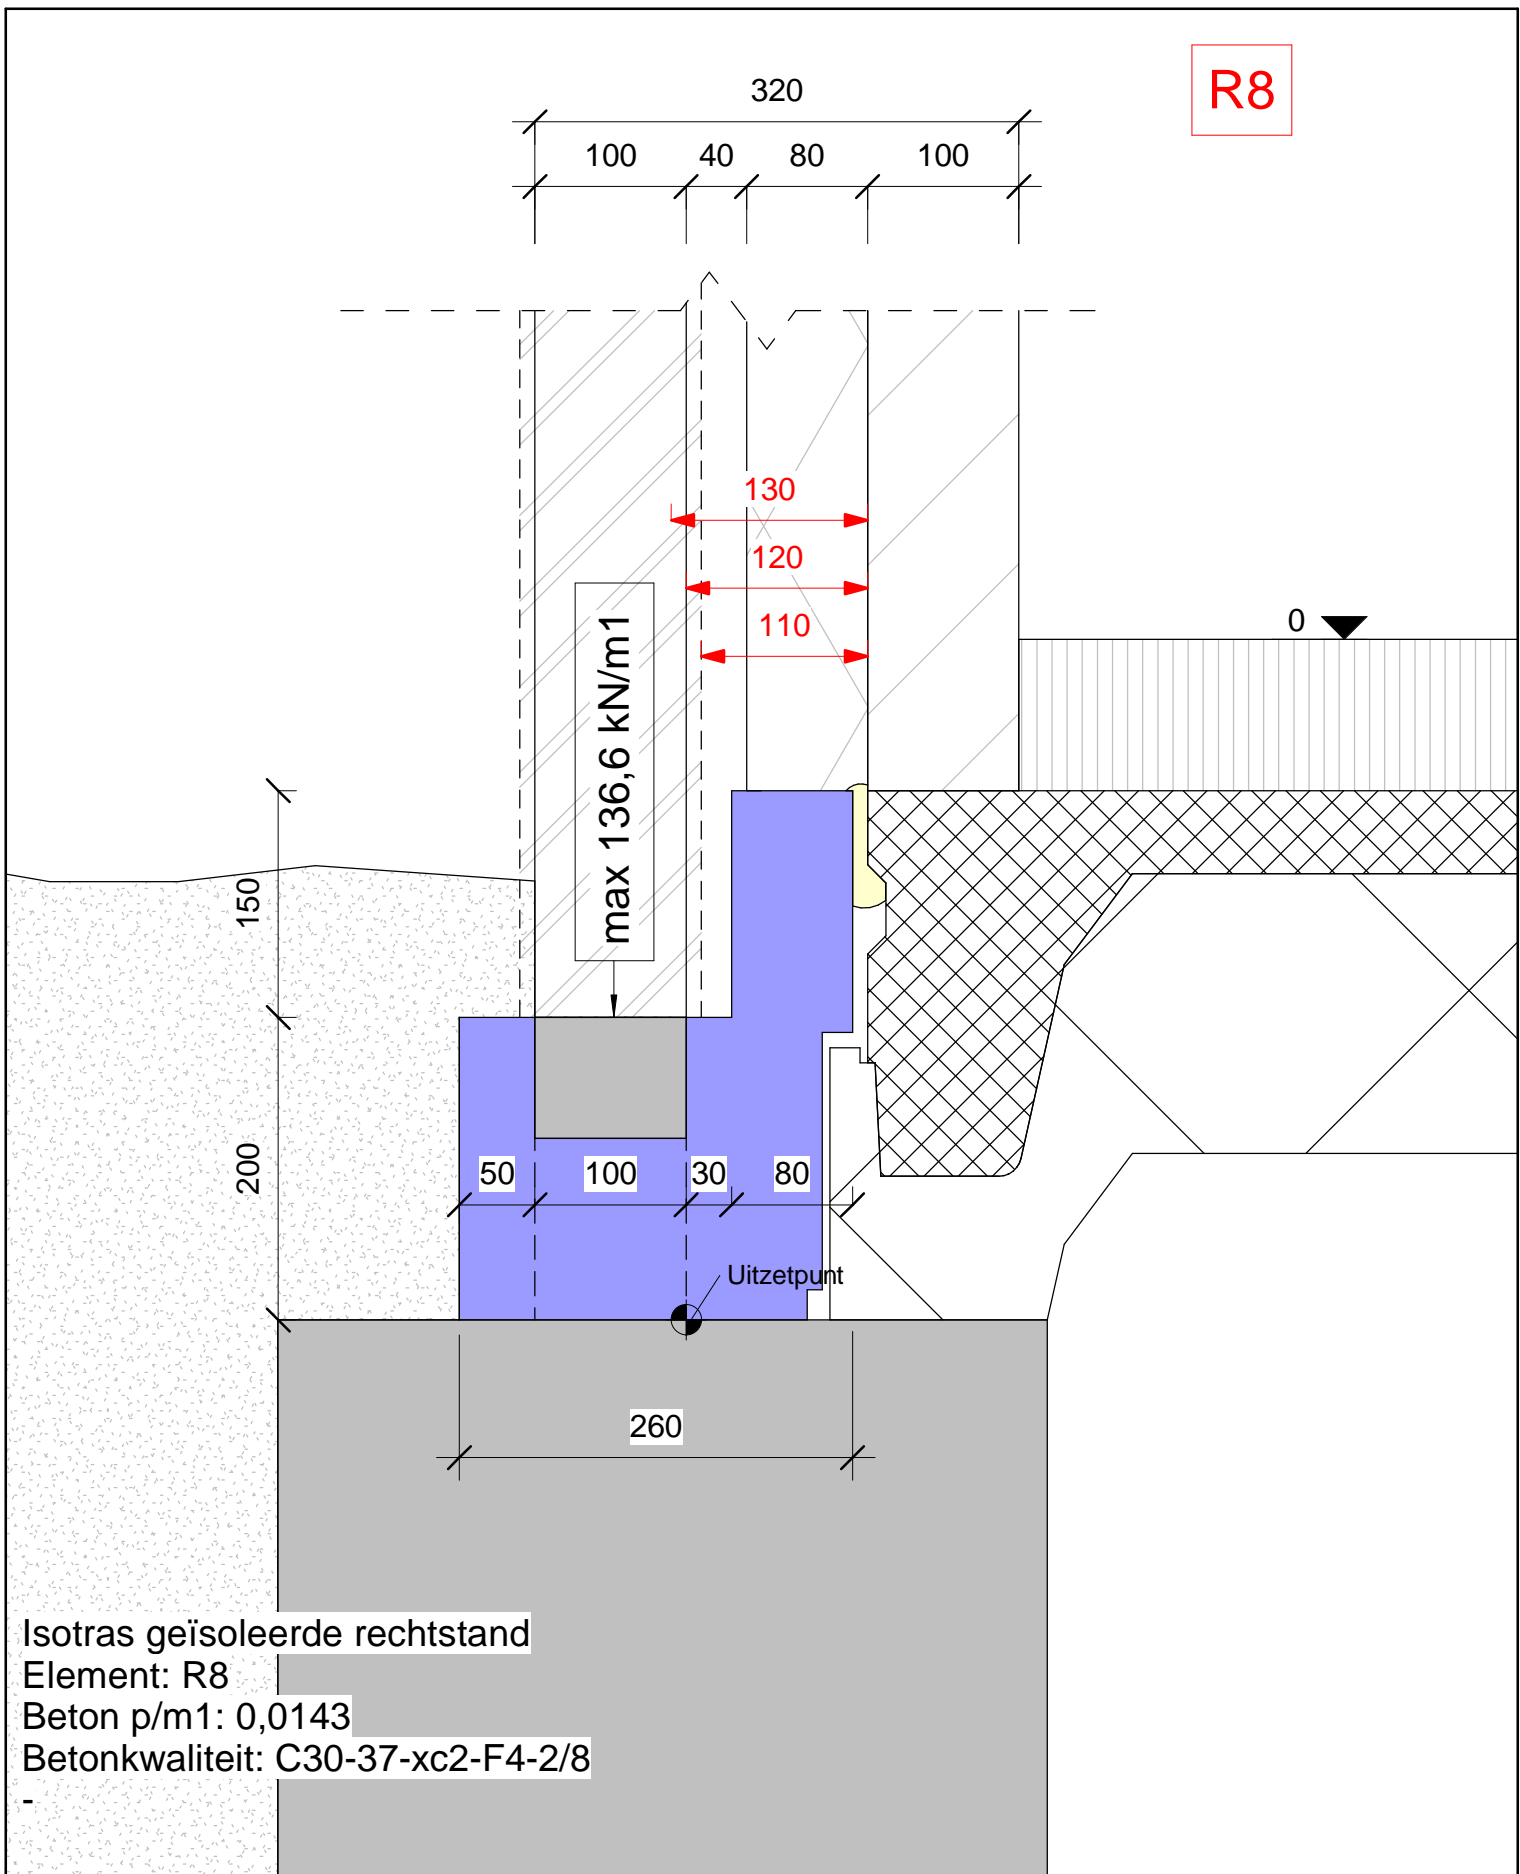 R8
320
100 40 80 100
130
120
110
0
max 136,6 kN/m1
150
200
50 100 30 80
Uitzetpunt
260
Isotras geïsoleerde rechtstand
Element: R8
Beton p/m1: 0,0143
Betonkwaliteit: C30-37-xc2-F4-2/8
-